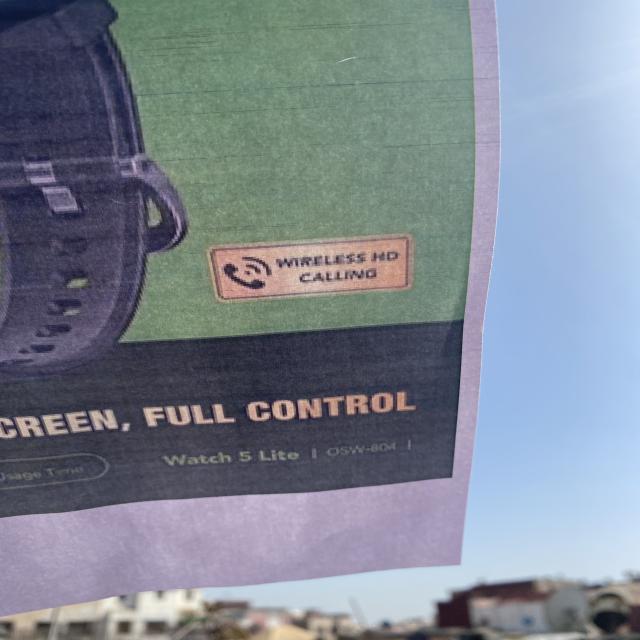 WIRELESS HD
CALLING
CREEN, FULL CONTROL
Usage Time
Watch 5 Lite | OSW-804 |